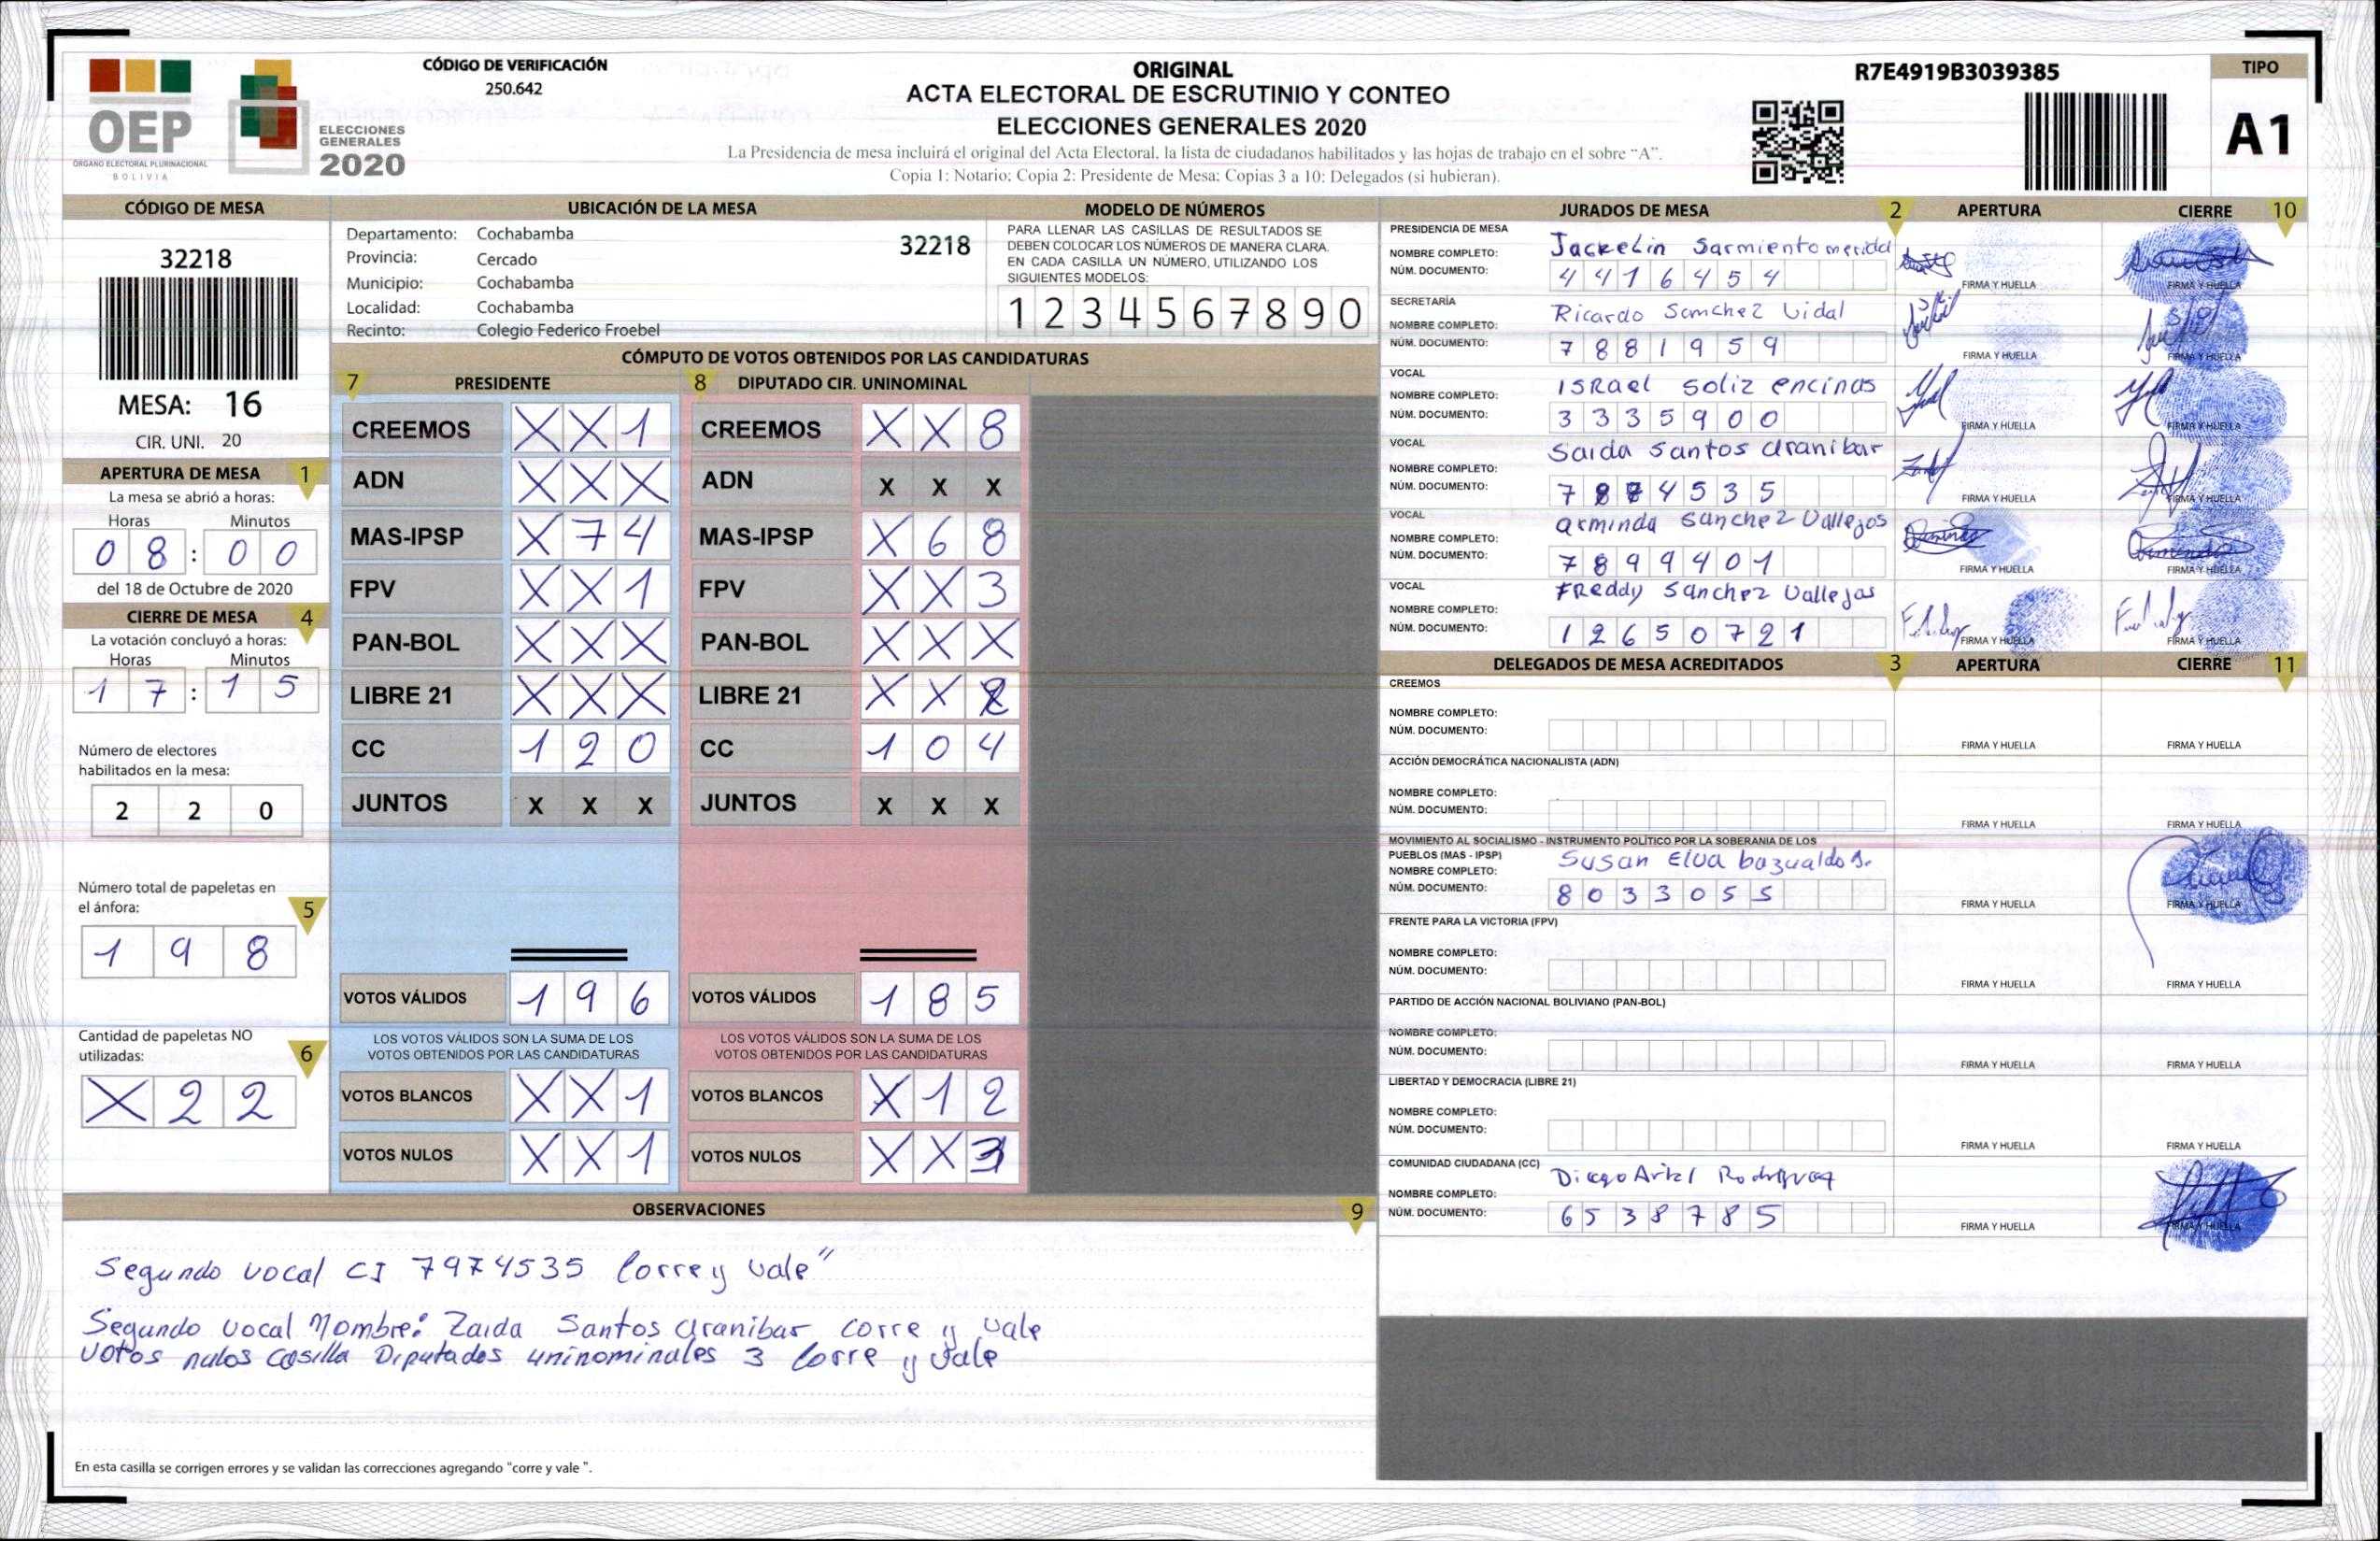 CÓDIGO DE VERIFICACIÓN
250.642
OEP
ÓRGANO ELECTORAL PLURINACIONAL
BOLIVIA
ELECCIONES
GENERALES
2020
ORIGINAL
ACTA ELECTORAL DE ESCRUTINIO Y CONTEO
ELECCIONES GENERALES 2020
La Presidencia de mesa incluirá el original del Acta Electoral, la lista de ciudadanos habilitados y las hojas de trabajo en el sobre "A".
Copia 1: Notario; Copia 2: Presidente de Mesa; Copias 3 a 10: Delegados (si hubieran).
R7E4919B3039385
TIPO
A1
CÓDIGO DE MESA
32218
MESA: 16
CIR. UNI. 20
APERTURA DE MESA 1
La mesa se abrió a horas:
Horas Minutos
0 8 : 0 0
del 18 de Octubre de 2020
CIERRE DE MESA 4
La votación concluyó a horas:
Horas Minutos
1 7 : 1 5
Número de electores
habilitados en la mesa:
2 2 0
Número total de papeletas en
el ánfora: 5
1 9 8
Cantidad de papeletas NO
utilizadas: 6
X 2 2
UBICACIÓN DE LA MESA
Departamento: Cochabamba 32218
Provincia: Cercado
Municipio: Cochabamba
Localidad: Cochabamba
Recinto: Colegio Federico Froebel
MODELO DE NÚMEROS
PARA LLENAR LAS CASILLAS DE RESULTADOS SE
DEBEN COLOCAR LOS NÚMEROS DE MANERA CLARA.
EN CADA CASILLA UN NÚMERO, UTILIZANDO LOS
SIGUIENTES MODELOS:
1 2 3 4 5 6 7 8 9 0
CÓMPUTO DE VOTOS OBTENIDOS POR LAS CANDIDATURAS
7 PRESIDENTE 8 DIPUTADO CIR. UNINOMINAL
CREEMOS X X 1 CREEMOS X X 8
ADN X X X ADN X X X
MAS-IPSP X 7 4 MAS-IPSP X 6 8
FPV X X 1 FPV X X 3
PAN-BOL X X X PAN-BOL X X X
LIBRE 21 X X X LIBRE 21 X X 2
CC 1 2 0 CC 1 0 4
JUNTOS X X X JUNTOS X X X
VOTOS VÁLIDOS 1 9 6 VOTOS VÁLIDOS 1 8 5
LOS VOTOS VÁLIDOS SON LA SUMA DE LOS LOS VOTOS VÁLIDOS SON LA SUMA DE LOS
VOTOS OBTENIDOS POR LAS CANDIDATURAS VOTOS OBTENIDOS POR LAS CANDIDATURAS
VOTOS BLANCOS X X 1 VOTOS BLANCOS X 1 2
VOTOS NULOS X X 1 VOTOS NULOS X X 3
OBSERVACIONES 9
Segundo vocal CI 7974535 Corre y vale"
Segundo vocal Nombre: Zaida Santos Aranibar corre y vale
Votos nulos casilla Diputados uninominales 3 Corre y vale
En esta casilla se corrigen errores y se validan las correcciones agregando "corre y vale ".
JURADOS DE MESA 2 APERTURA CIERRE 10
PRESIDENCIA DE MESA
NOMBRE COMPLETO: Jackelin Sarmiento merida
NÚM. DOCUMENTO: 4 4 1 6 4 5 4
FIRMA Y HUELLA FIRMA Y HUELLA
SECRETARÍA
NOMBRE COMPLETO: Ricardo Sanchez Vidal
NÚM. DOCUMENTO: 7 8 8 1 9 5 9
FIRMA Y HUELLA FIRMA Y HUELLA
VOCAL
NOMBRE COMPLETO: ISRael Soliz encinas
NÚM. DOCUMENTO: 3 3 3 5 9 0 0
FIRMA Y HUELLA FIRMA Y HUELLA
VOCAL
NOMBRE COMPLETO: Saida Santos Aranibar
NÚM. DOCUMENTO: 7 4 5 3 5
FIRMA Y HUELLA FIRMA Y HUELLA
VOCAL
NOMBRE COMPLETO: arminda Sanchez Vallejos
NÚM. DOCUMENTO: 7 8 9 9 4 0 1
FIRMA Y HUELLA FIRMA Y HUELLA
VOCAL
NOMBRE COMPLETO: FReddy Sanchez Vallejos
NÚM. DOCUMENTO: 1 2 6 5 0 7 2 1
FIRMA Y HUELLA FIRMA Y HUELLA
DELEGADOS DE MESA ACREDITADOS 3 APERTURA CIERRE 11
CREEMOS
NOMBRE COMPLETO:
NÚM. DOCUMENTO:
FIRMA Y HUELLA FIRMA Y HUELLA
ACCIÓN DEMOCRÁTICA NACIONALISTA (ADN)
NOMBRE COMPLETO:
NÚM. DOCUMENTO:
FIRMA Y HUELLA FIRMA Y HUELLA
MOVIMIENTO AL SOCIALISMO - INSTRUMENTO POLÍTICO POR LA SOBERANIA DE LOS
PUEBLOS (MAS - IPSP)
NOMBRE COMPLETO: Susan Elva bazualdo
NÚM. DOCUMENTO: 8 0 3 3 0 5 5
FIRMA Y HUELLA FIRMA Y HUELLA
FRENTE PARA LA VICTORIA (FPV)
NOMBRE COMPLETO:
NÚM. DOCUMENTO:
FIRMA Y HUELLA FIRMA Y HUELLA
PARTIDO DE ACCIÓN NACIONAL BOLIVIANO (PAN-BOL)
NOMBRE COMPLETO:
NÚM. DOCUMENTO:
FIRMA Y HUELLA FIRMA Y HUELLA
LIBERTAD Y DEMOCRACIA (LIBRE 21)
NOMBRE COMPLETO:
NÚM. DOCUMENTO:
FIRMA Y HUELLA FIRMA Y HUELLA
COMUNIDAD CIUDADANA (CC)
NOMBRE COMPLETO: Diego Ariel Rodriguez
NÚM. DOCUMENTO: 6 5 3 8 7 8 5
FIRMA Y HUELLA FIRMA Y HUELLA